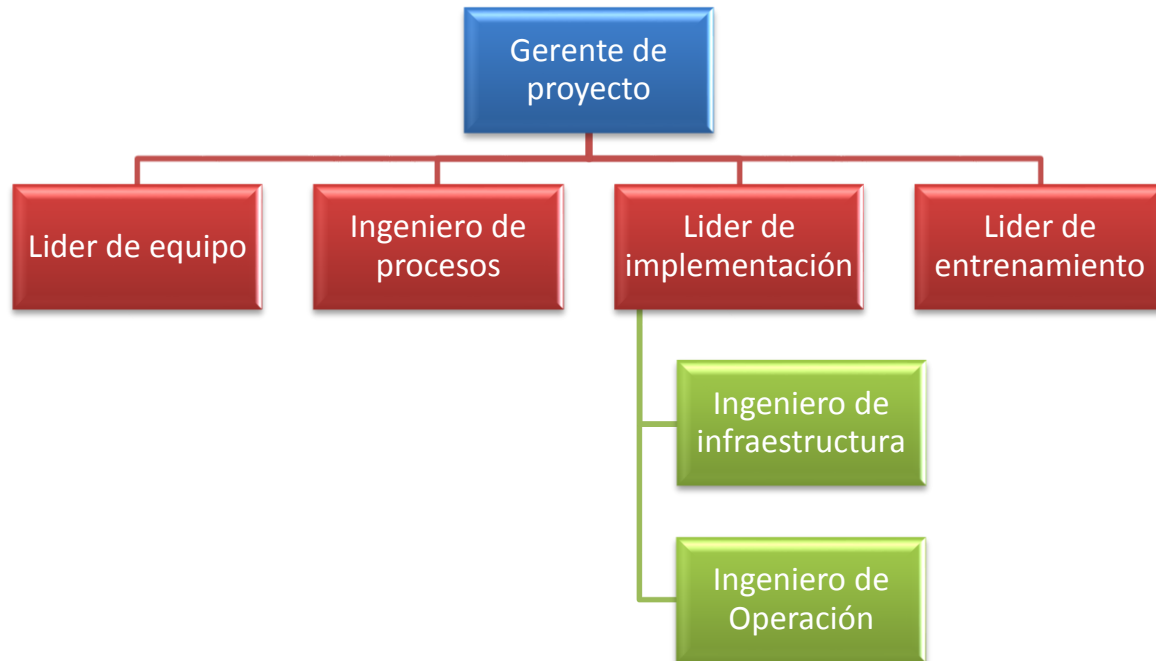 Gerente de
proyecto
Lider de equipo
Ingeniero de
procesos
Lider de
implementación
Lider de
entrenamiento
Ingeniero de
infraestructura
Ingeniero de
Operación